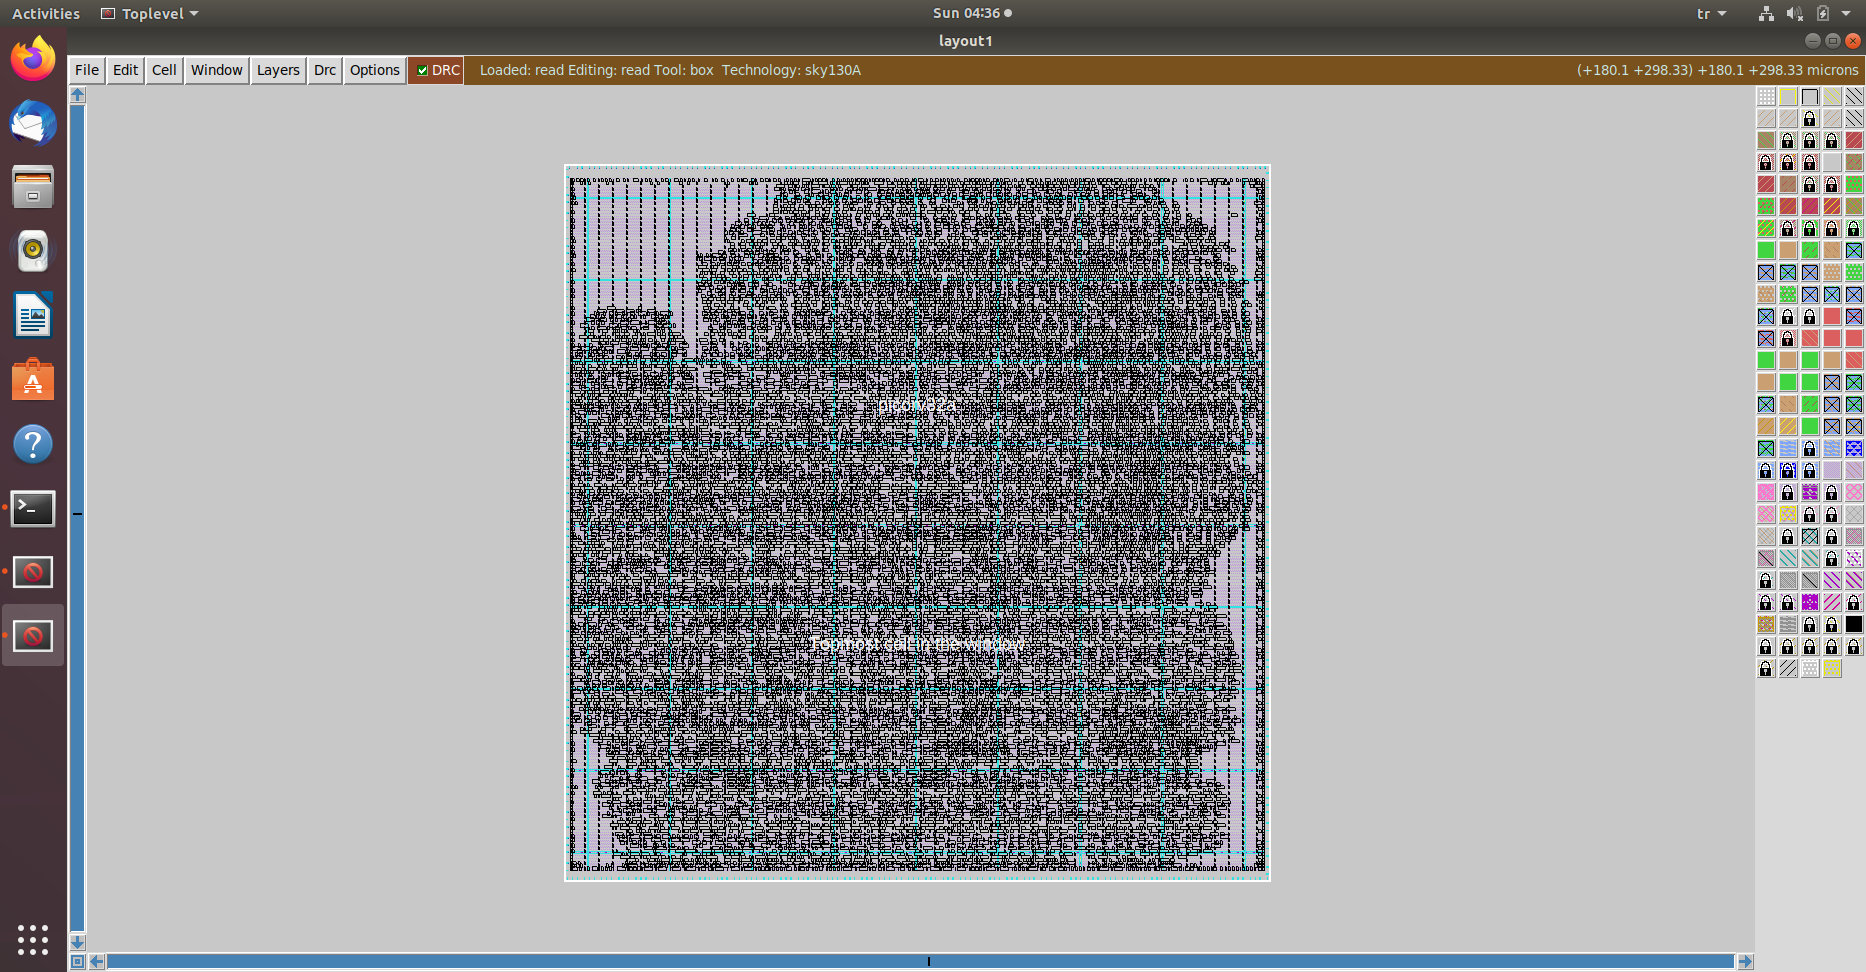 Activities Toplevel Sun 04:36 tr
layout1
File Edit Cell Window Layers Drc Options DRC Loaded: read Editing: read Tool: box Technology: sky130A (+180.1 +298.33) +180.1 +298.33 microns
picorv32a
Topmost cell in the window